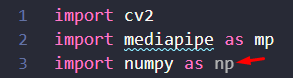 1 import cv2
2 import mediapipe as mp
3 import numpy as np